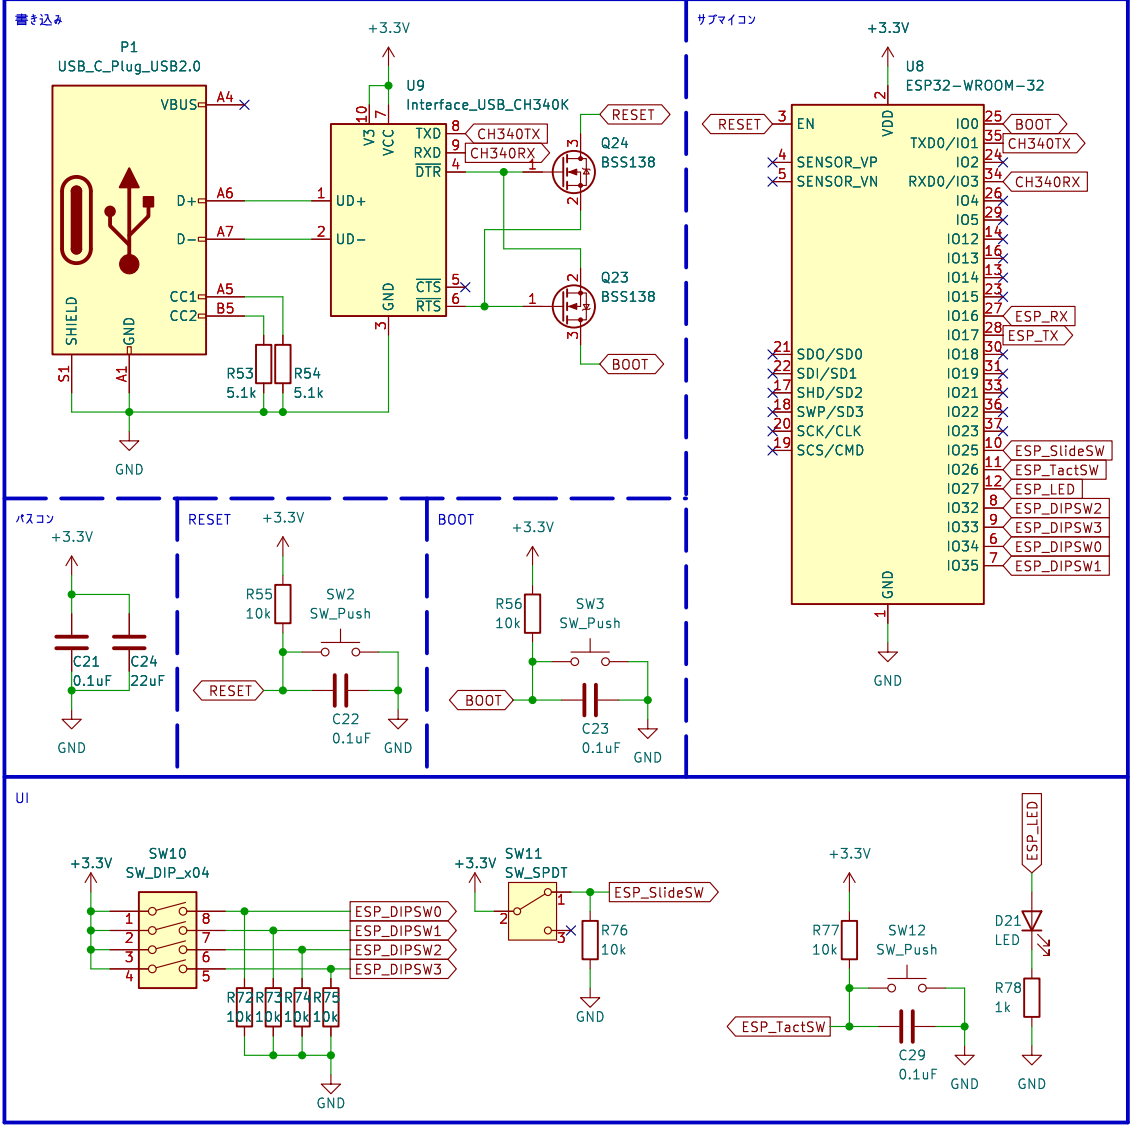 書き込み
P1
USB_C_Plug_USB2.0
VBUS
A4
D+
A6
D-
A7
CC1
A5
CC2
B5
SHIELD
GND
S1
A1
R53
5.1k
R54
5.1k
GND
+3.3V
U9
Interface_USB_CH340K
10
7
V3
VCC
TXD
8
CH340TX
RXD
9
CH340RX
DTR
4
1
UD+
2
UD-
CTS
5
RTS
6
GND
3
RESET
Q24
BSS138
3
1
2
Q23
BSS138
2
1
3
BOOT
サブマイコン
+3.3V
U8
ESP32-WROOM-32
2
VDD
RESET
3
EN
4
SENSOR_VP
5
SENSOR_VN
21
SDO/SD0
22
SDI/SD1
17
SHD/SD2
18
SWP/SD3
20
SCK/CLK
19
SCS/CMD
IO0
25
BOOT
TXD0/IO1
35
CH340TX
IO2
24
RXD0/IO3
34
CH340RX
IO4
26
IO5
29
IO12
14
IO13
16
IO14
13
IO15
23
IO16
27
ESP_RX
IO17
28
ESP_TX
IO18
30
IO19
31
IO21
33
IO22
36
IO23
37
IO25
10
ESP_SlideSW
IO26
11
ESP_TactSW
IO27
12
ESP_LED
IO32
8
ESP_DIPSW2
IO33
9
ESP_DIPSW3
IO34
6
ESP_DIPSW0
IO35
7
ESP_DIPSW1
GND
1
GND
パスコン
+3.3V
C21
0.1uF
C24
22uF
GND
RESET
+3.3V
R55
10k
SW2
SW_Push
RESET
C22
0.1uF
GND
BOOT
+3.3V
R56
10k
SW3
SW_Push
BOOT
C23
0.1uF
GND
UI
+3.3V
SW10
SW_DIP_x04
1
8
ESP_DIPSW0
2
7
ESP_DIPSW1
3
6
ESP_DIPSW2
4
5
ESP_DIPSW3
R72
10k
R73
10k
R74
10k
R75
10k
GND
+3.3V
SW11
SW_SPDT
1
2
3
ESP_SlideSW
R76
10k
GND
+3.3V
R77
10k
SW12
SW_Push
ESP_TactSW
C29
0.1uF
GND
ESP_LED
D21
LED
R78
1k
GND